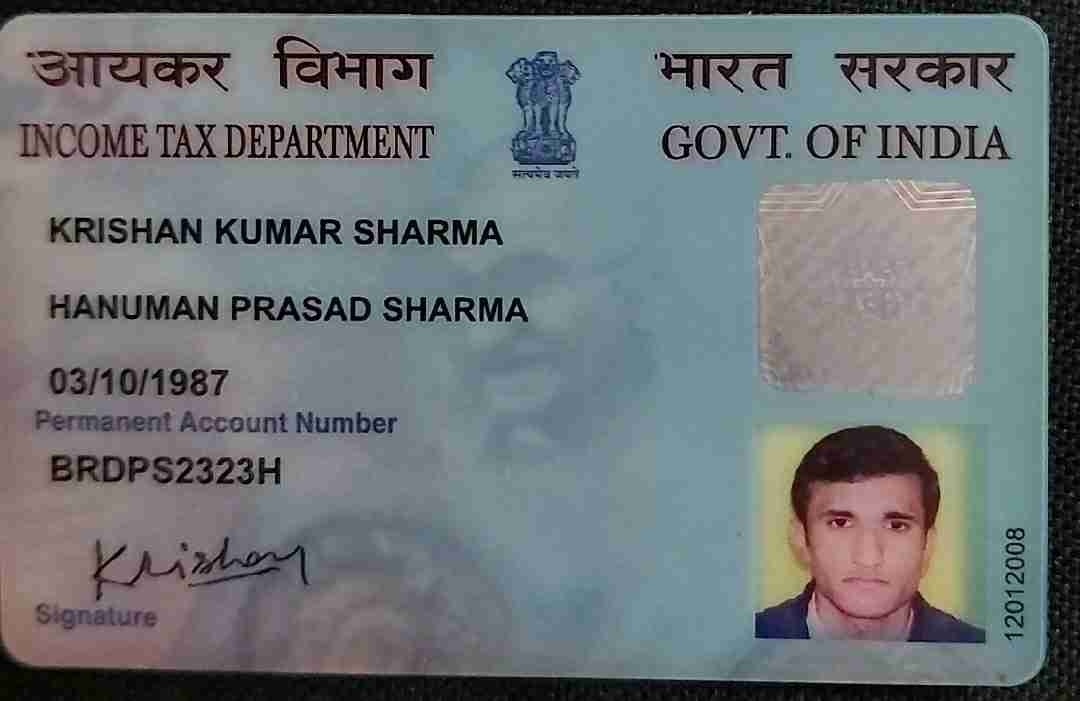 आयकर विभाग
भारत सरकार
INCOME TAX DEPARTMENT
GOVT. OF INDIA
सत्यमेव जयते
KRISHAN KUMAR SHARMA
HANUMAN PRASAD SHARMA
03/10/1987
Permanent Account Number
BRDPS2323H
Krishan
Signature
12012008